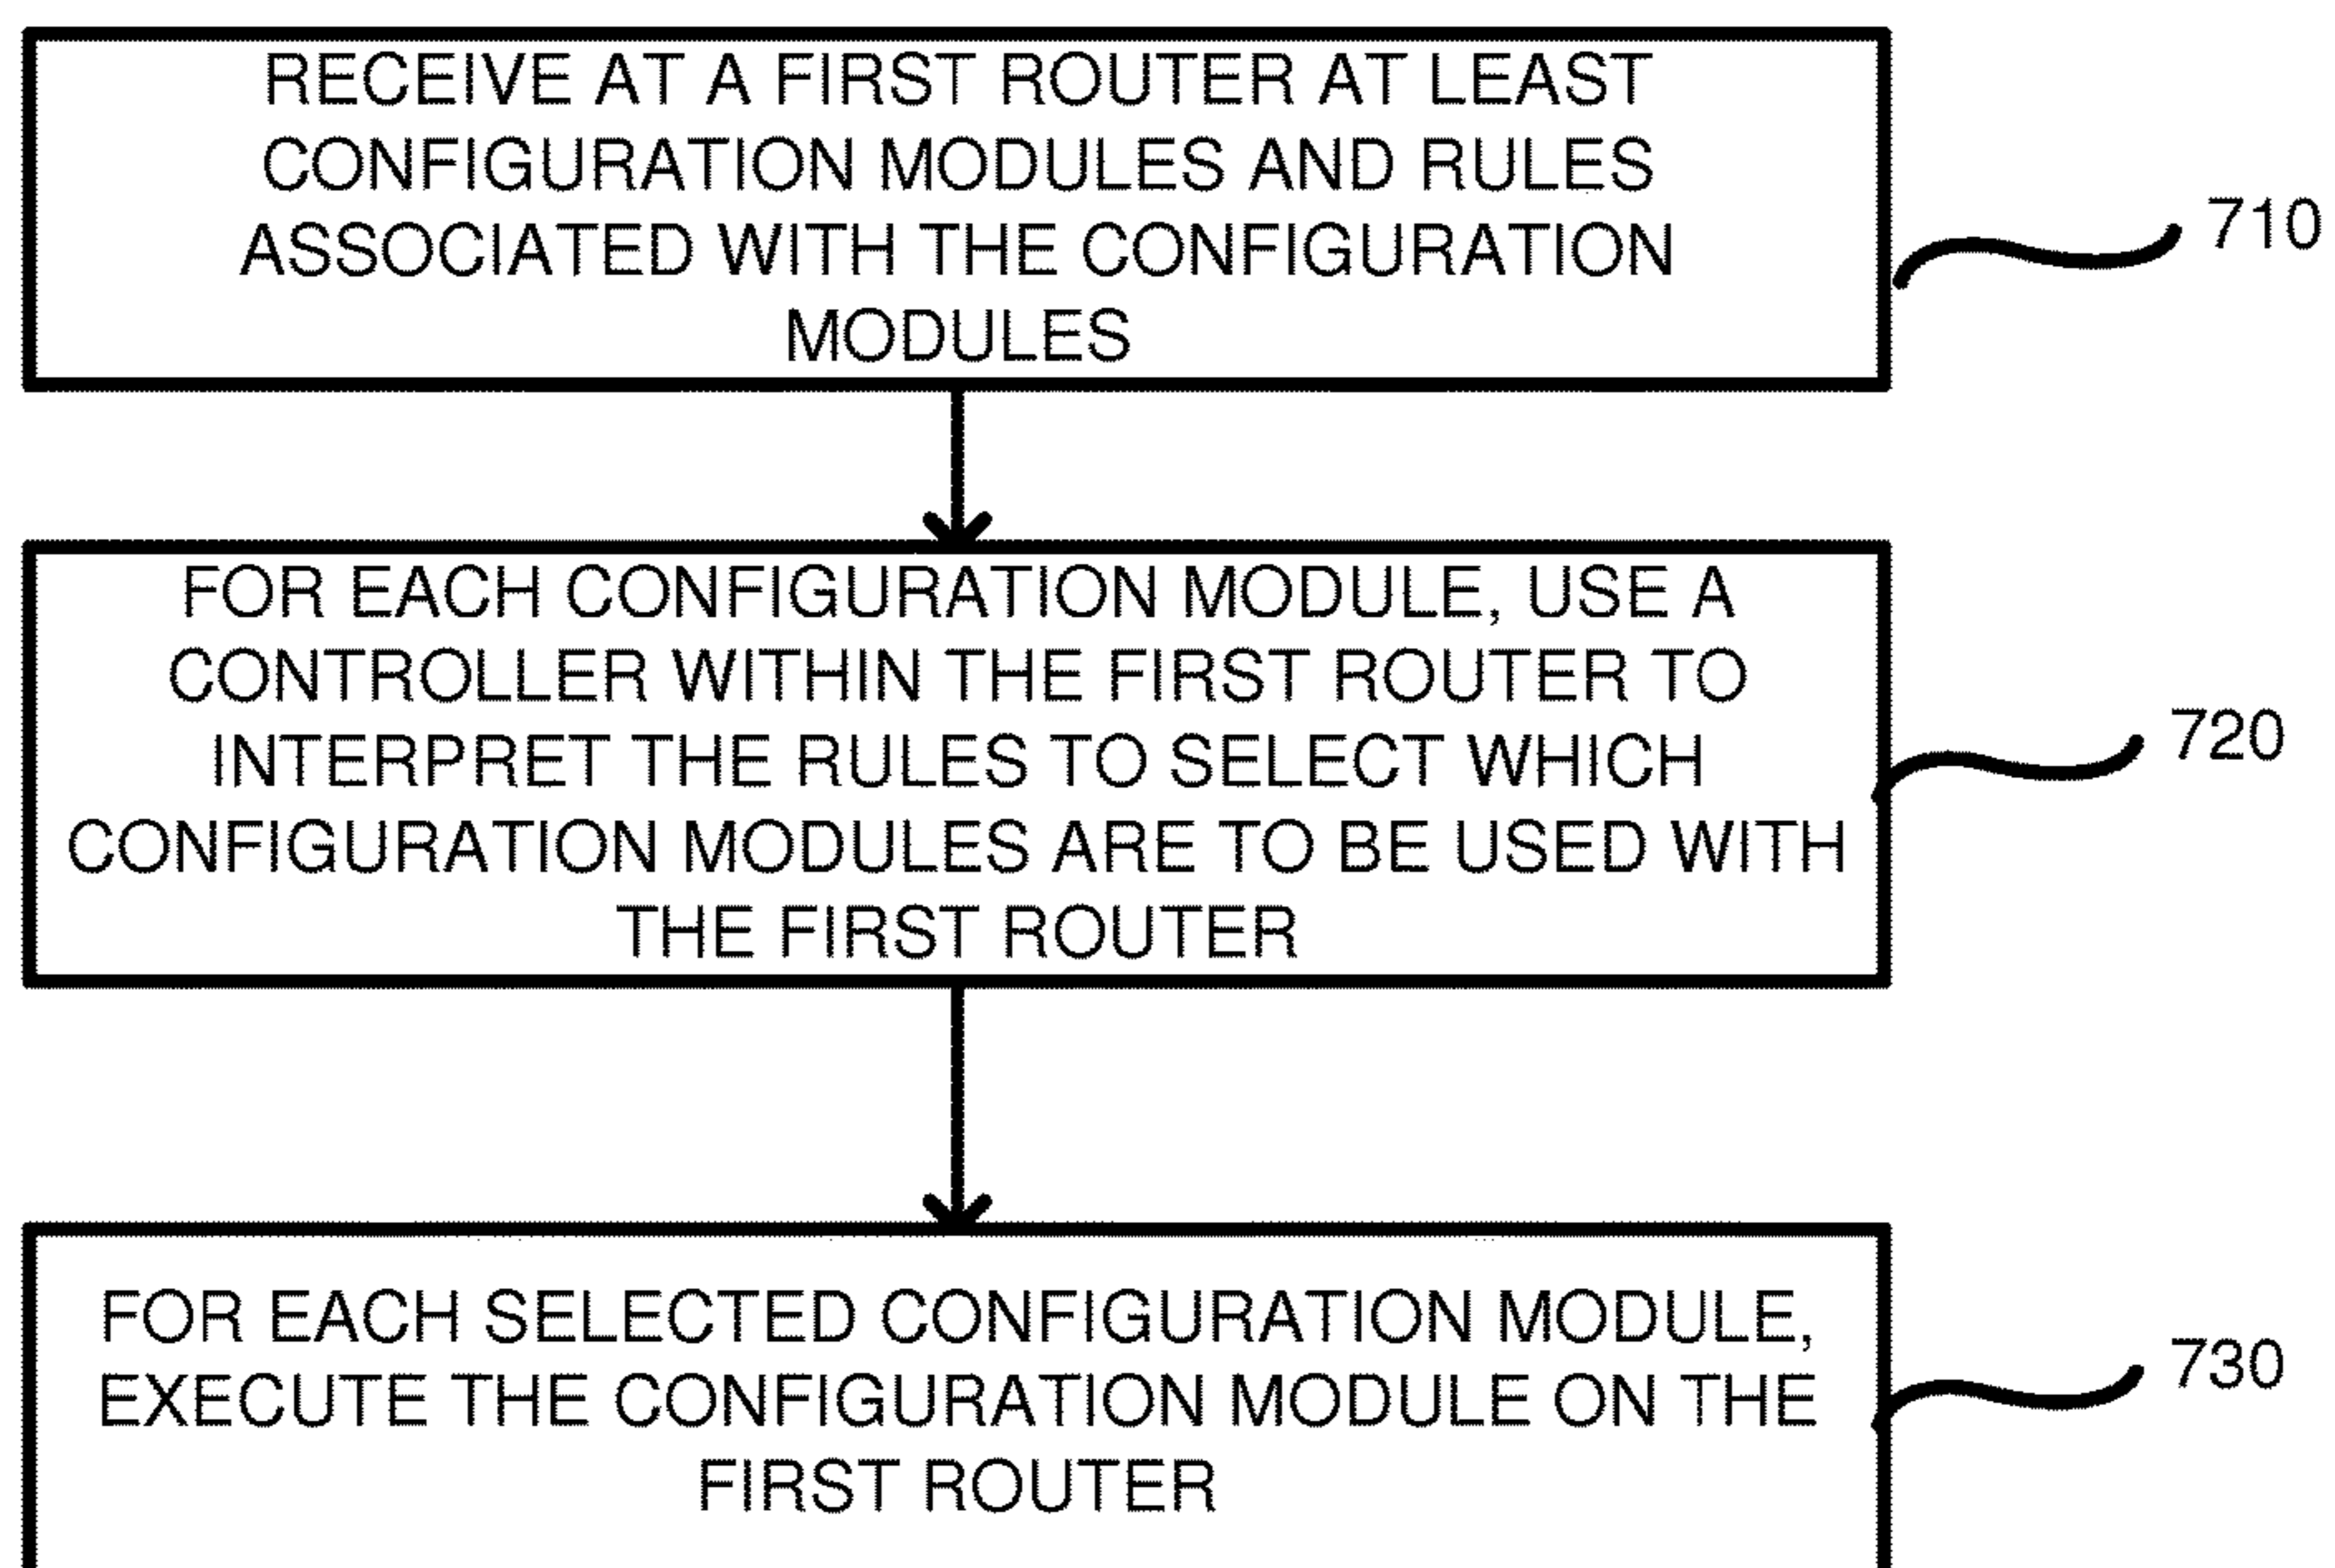 RECEIVE AT A FIRST ROUTER AT LEAST
CONFIGURATION MODULES AND RULES
ASSOCIATED WITH THE CONFIGURATION
MODULES
710
FOR EACH CONFIGURATION MODULE, USE A
CONTROLLER WITHIN THE FIRST ROUTER TO
INTERPRET THE RULES TO SELECT WHICH
CONFIGURATION MODULES ARE TO BE USED WITH
THE FIRST ROUTER
720
FOR EACH SELECTED CONFIGURATION MODULE,
EXECUTE THE CONFIGURATION MODULE ON THE
FIRST ROUTER
730